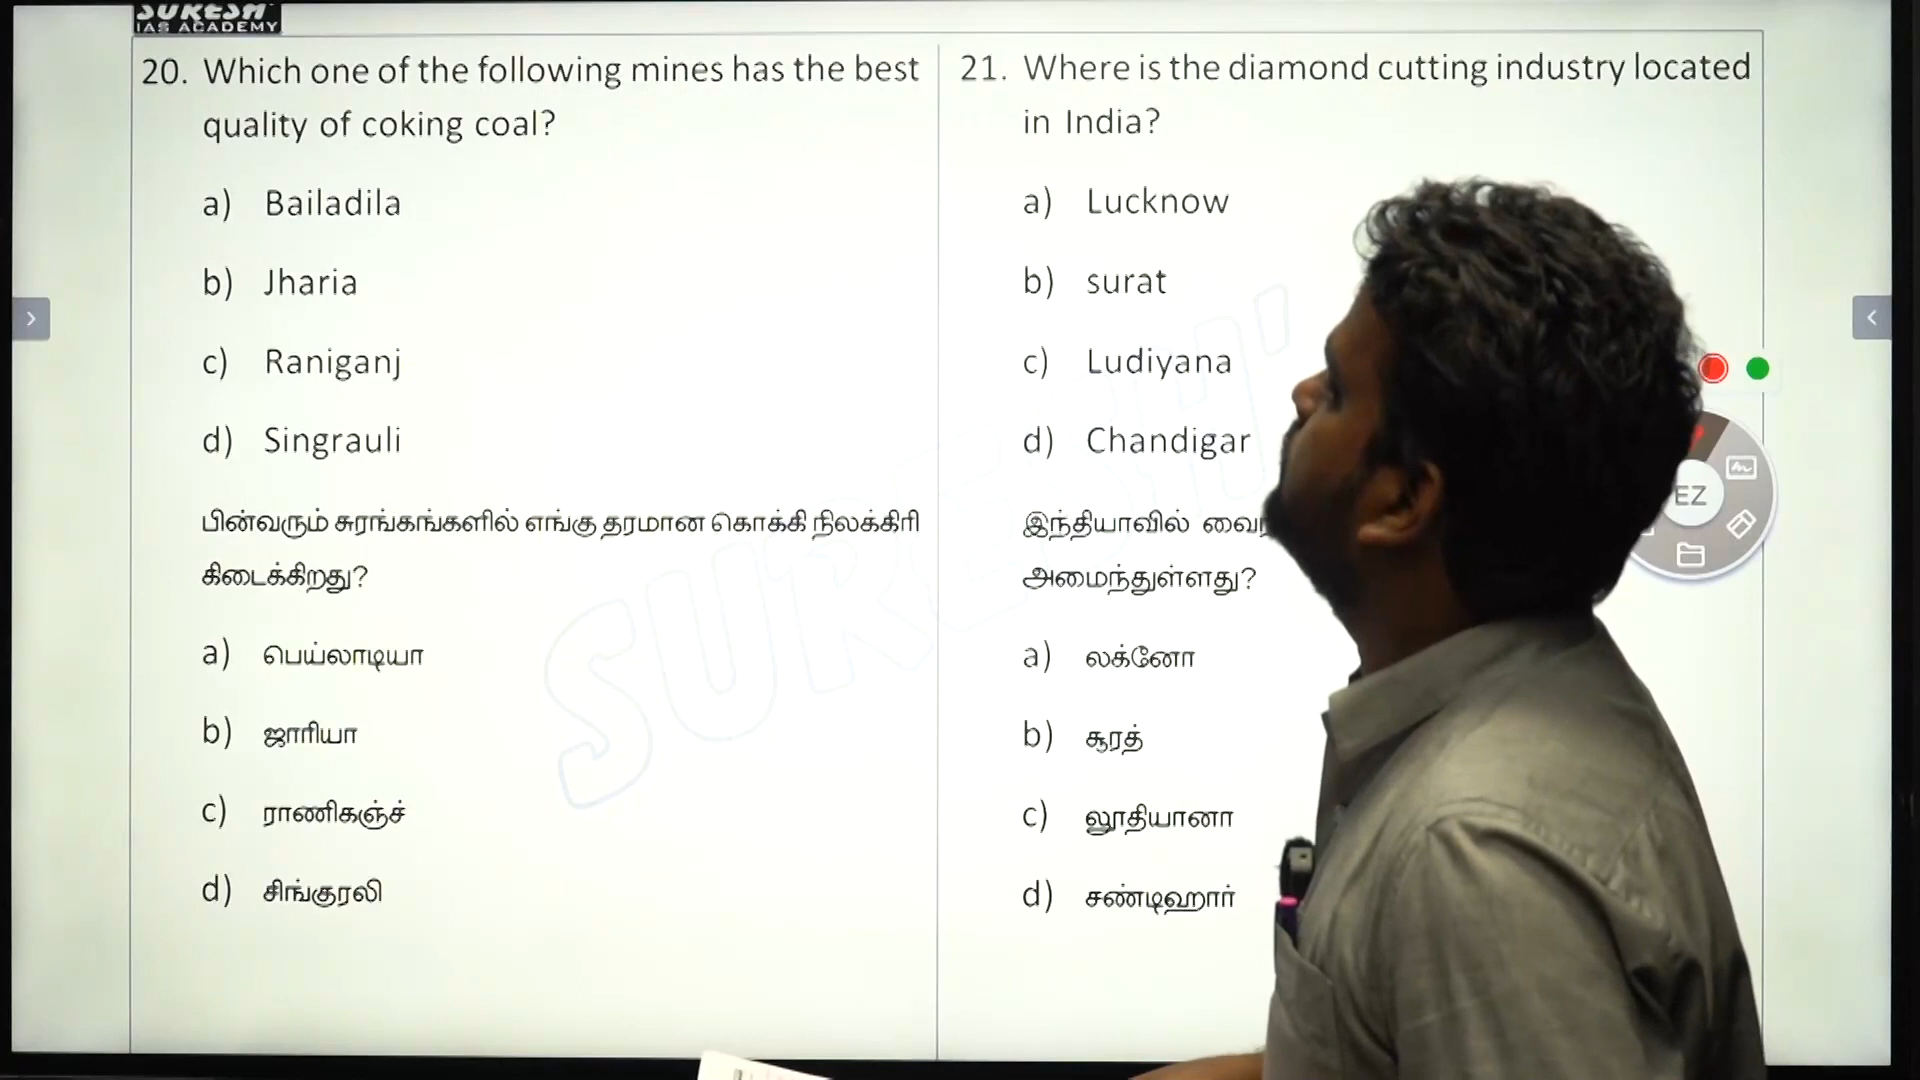 SURESH'
IAS ACADEMY
20. Which one of the following mines has the best
quality of coking coal?
a) Bailadila
b) Jharia
c) Raniganj
d) Singrauli
பின்வரும் சுரங்கங்களில் எங்கு தரமான கொக்கி நிலக்கிரி
கிடைக்கிறது?
a) பெய்லாடியா
b) ஜாரியா
c) ராணிகஞ்ச்
d) சிங்குரலி
21. Where is the diamond cutting industry located
in India?
a) Lucknow
b) surat
c) Ludiyana
d) Chandigar
இந்தியாவில்
அமைந்துள்ளது?
a) லக்னோ
b) சூரத்
c) லூதியானா
d) சண்டிஹார்
SURESH'
EZ